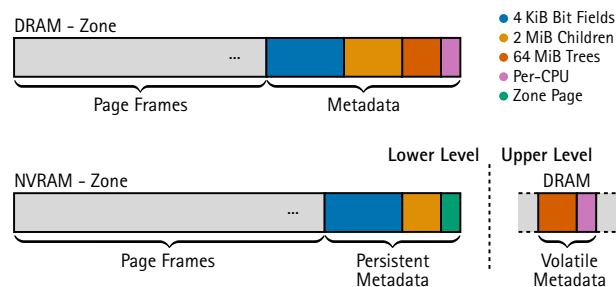 DRAM - Zone
...
Page Frames
Metadata
4 KiB Bit Fields
2 MiB Children
64 MiB Trees
Per-CPU
Zone Page
Lower Level
Upper Level
NVRAM - Zone
DRAM
...
Page Frames
Persistent
Metadata
Volatile
Metadata